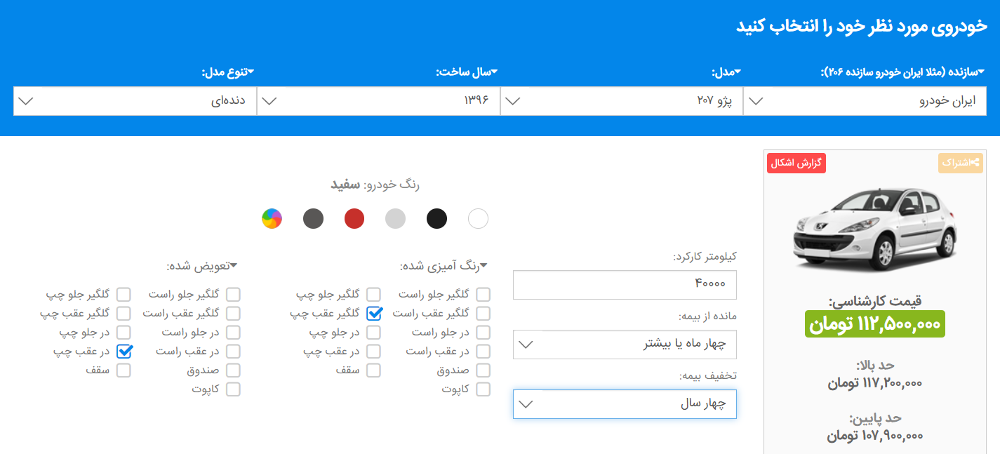 خودروی مورد نظر خود را انتخاب کنید
سازنده (مثلا ایران خودرو سازنده ۲۰۶):
ایران خودرو
مدل:
پژو ۲۰۷
سال ساخت:
۱۳۹۶
تنوع مدل:
دنده‌ای
اشتراک
گزارش اشکال
قیمت کارشناسی:
۱۱۲,۵۰۰,۰۰۰ تومان
حد بالا:
۱۱۷,۲۰۰,۰۰۰ تومان
حد پایین:
۱۰۷,۹۰۰,۰۰۰ تومان
رنگ خودرو: سفید
کیلومتر کارکرد:
۴۰۰۰۰
مانده از بیمه:
چهار ماه یا بیشتر
تخفیف بیمه:
چهار سال
رنگ آمیزی شده:
گلگیر جلو راست
گلگیر جلو چپ
گلگیر عقب راست
گلگیر عقب چپ
در جلو راست
در جلو چپ
در عقب راست
در عقب چپ
صندوق
سقف
کاپوت
تعویض شده:
گلگیر جلو راست
گلگیر جلو چپ
گلگیر عقب راست
گلگیر عقب چپ
در جلو راست
در جلو چپ
در عقب راست
در عقب چپ
صندوق
سقف
کاپوت